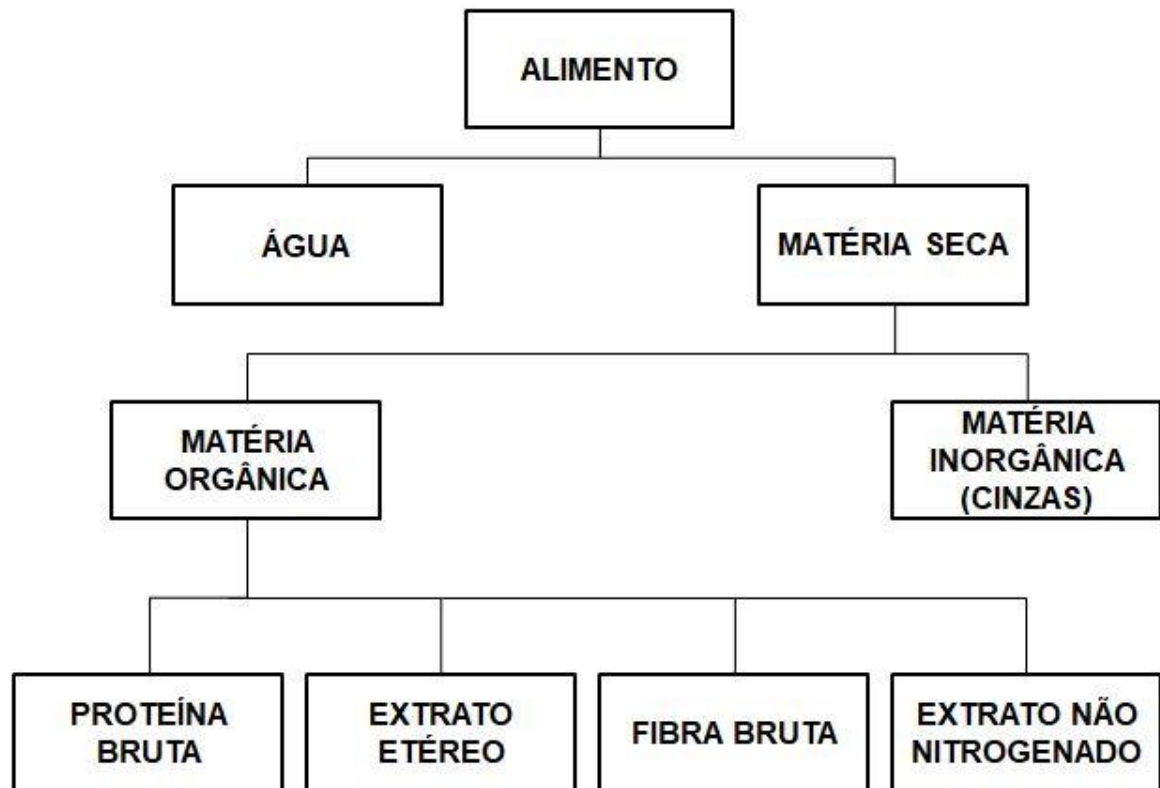 ALIMENTO
ÁGUA
MATÉRIA SECA
MATÉRIA
ORGÂNICA
MATÉRIA
INORGÂNICA
(CINZAS)
PROTEÍNA
BRUTA
EXTRATO
ETÉREO
FIBRA BRUTA
EXTRATO NÃO
NITROGENADO